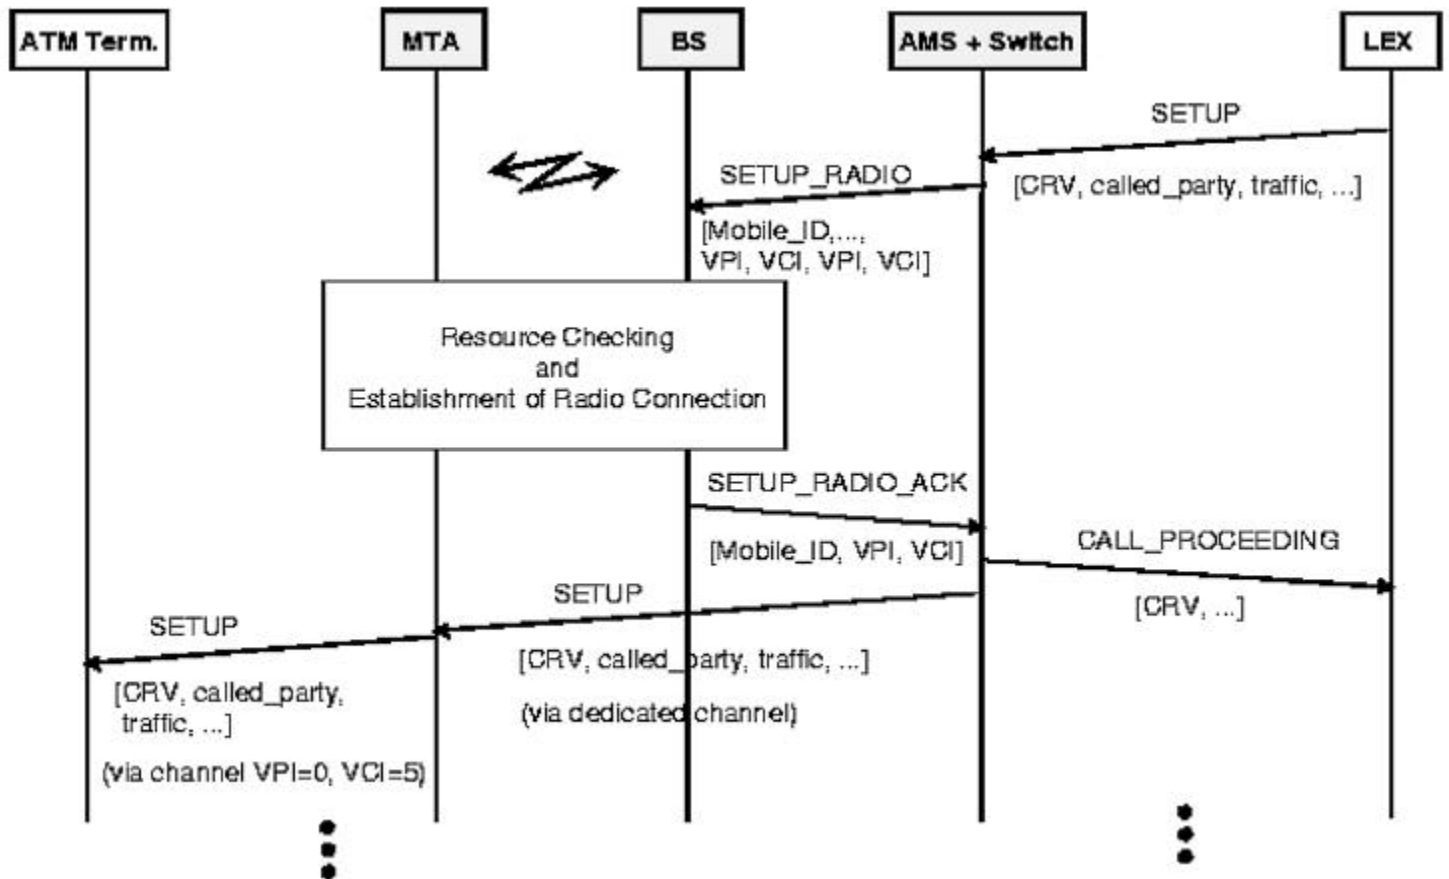 ATM Term.
MTA
BS
AMS + Switch
LEX
SETUP
[CRV, called_party, traffic, ...]
SETUP_RADIO
[Mobile_ID,...,
VPI, VCI, VPI, VCI]
Resource Checking
and
Establishment of Radio Connection
SETUP_RADIO_ACK
[Mobile_ID, VPI, VCI]
CALL_PROCEEDING
[CRV, ...]
SETUP
[CRV, called_party, traffic, ...]
(via dedicated channel)
SETUP
[CRV, called_party,
traffic, ...]
(via channel VPI=0, VCI=5)